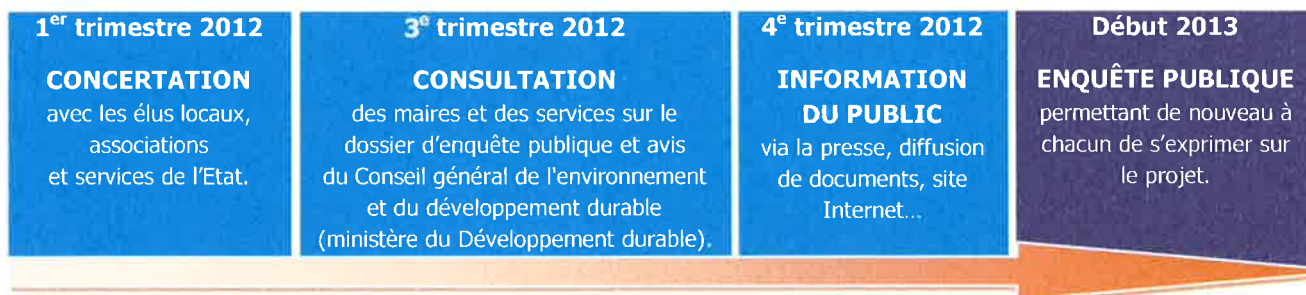 1er trimestre 2012
CONCERTATION
avec les élus locaux,
associations
et services de l'Etat.
3e trimestre 2012
CONSULTATION
des maires et des services sur le
dossier d'enquête publique et avis
du Conseil général de l'environnement
et du développement durable
(ministère du Développement durable).
4e trimestre 2012
INFORMATION
DU PUBLIC
via la presse, diffusion
de documents, site
Internet...
Début 2013
ENQUÊTE PUBLIQUE
permettant de nouveau à
chacun de s'exprimer sur
le projet.